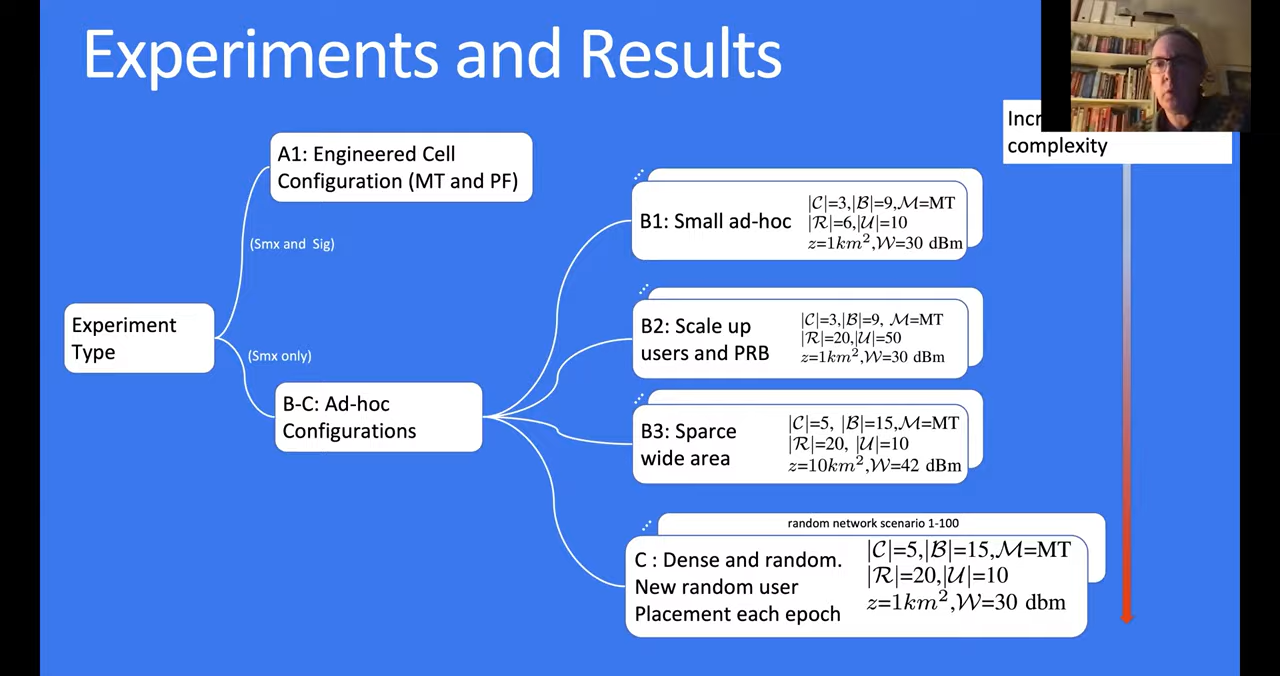 Experiments and Results
complexity
A1: Engineered Cell
Configuration (MT and PF)
(Smx and Sig)
Experiment
Type
(Smx only)
B-C: Ad-hoc
Configurations
B1: Small ad-hoc
|𝒞|=3,|ℬ|=9,ℳ=MT
|ℛ|=6,|𝒰|=10
z=1km²,𝒲=30 dBm
B2: Scale up
users and PRB
|𝒞|=3,|ℬ|=9, ℳ=MT
|ℛ|=20,|𝒰|=50
z=1km²,𝒲=30 dBm
B3: Sparce
wide area
|𝒞|=5, |ℬ|=15,ℳ=MT
|ℛ|=20, |𝒰|=10
z=10km²,𝒲=42 dBm
random network scenario 1-100
C : Dense and random.
New random user
Placement each epoch
|𝒞|=5,|ℬ|=15,ℳ=MT
|ℛ|=20,|𝒰|=10
z=1km²,𝒲=30 dbm